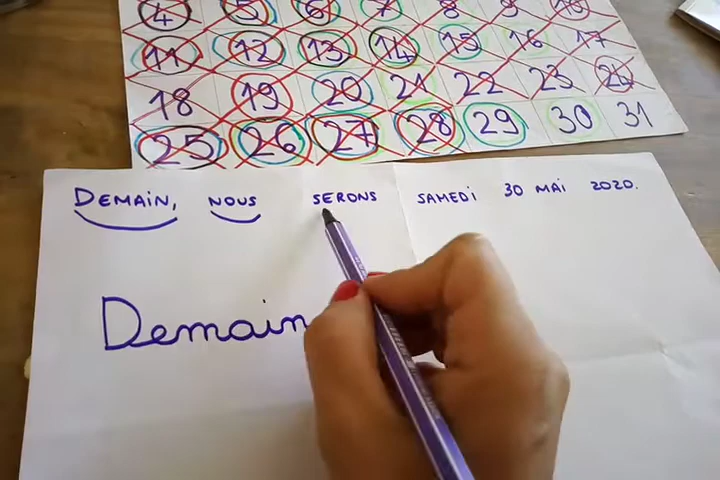 4 5 6 7 8 9 10
11 12 13 14 15 16 17
18 19 20 21 22 23 24
25 26 27 28 29 30 31
DEMAIN, NOUS SERONS SAMEDI 30 MAI 2020.
Demain